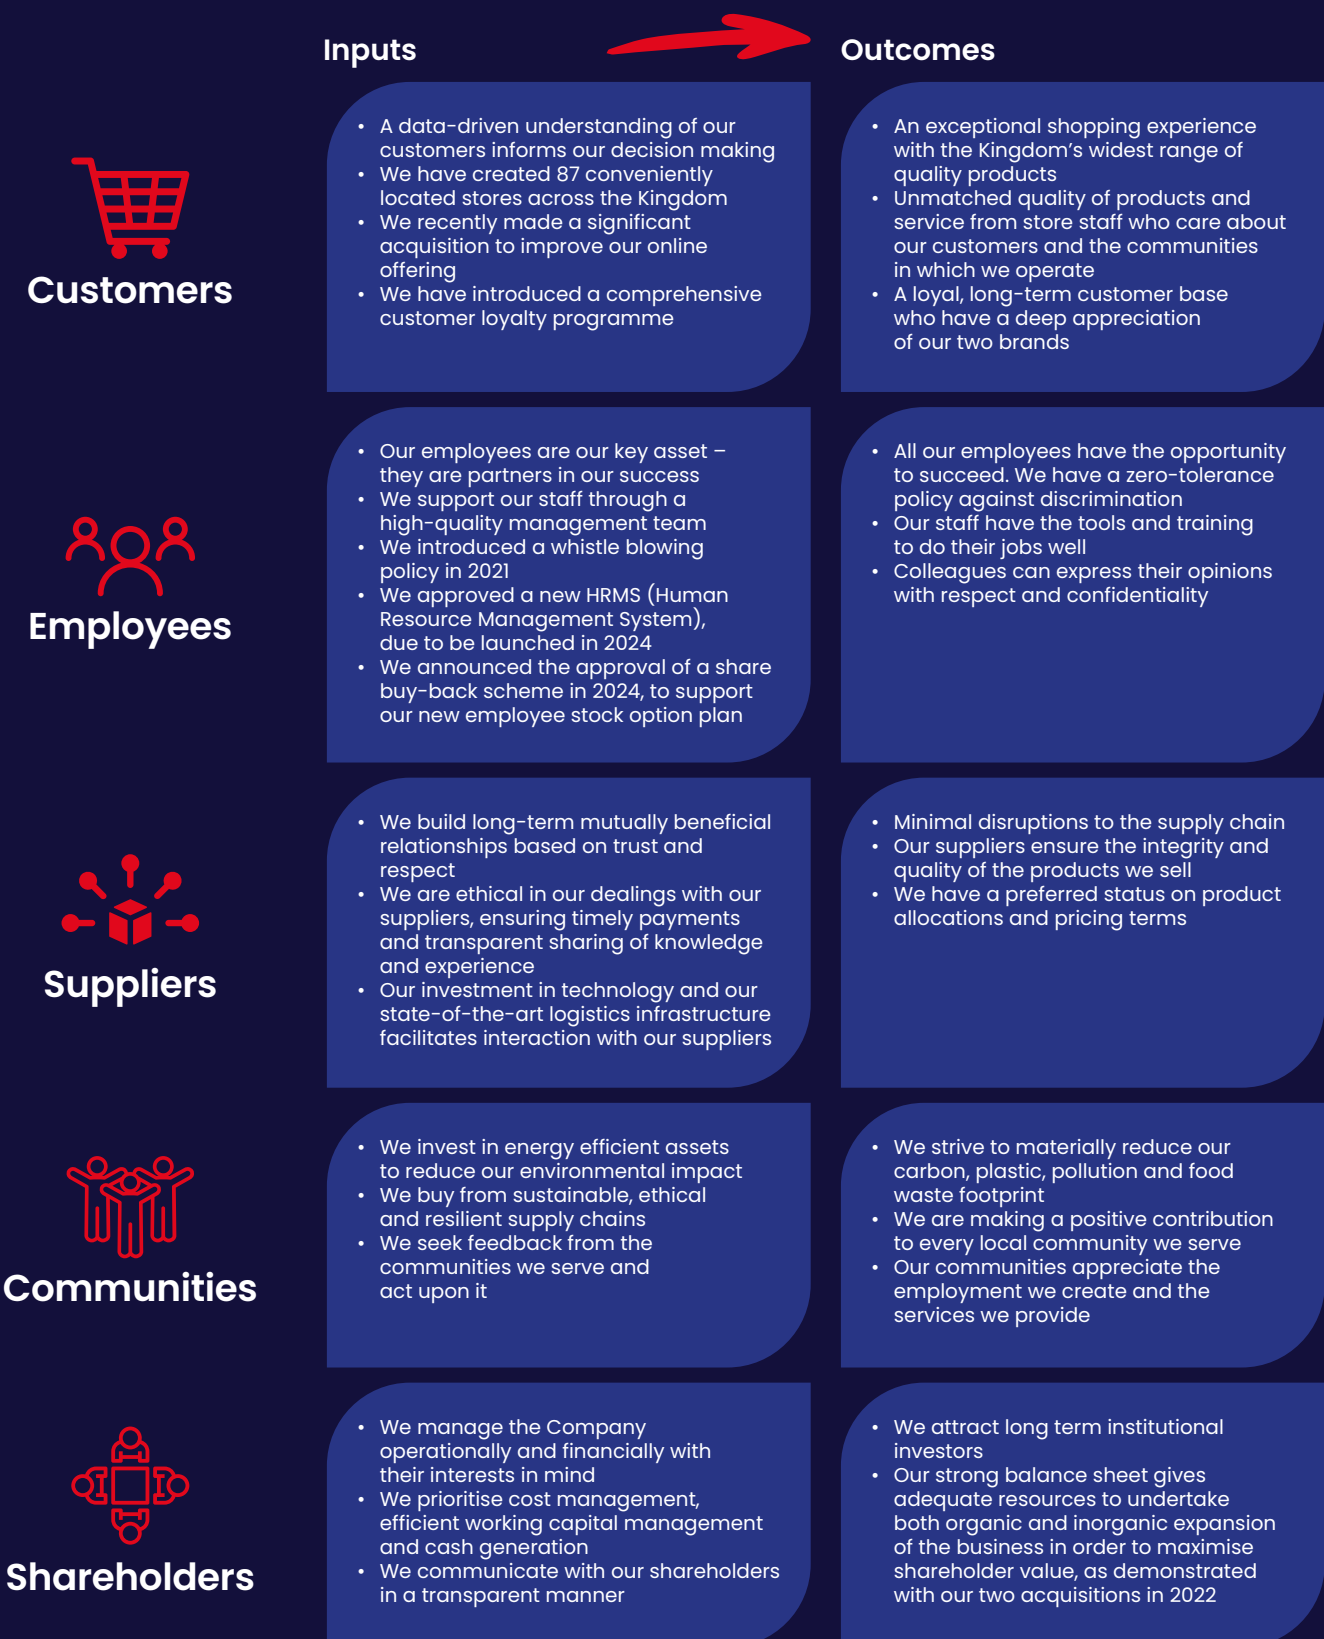 Inputs
Outcomes
Customers
• A data-driven understanding of our
customers informs our decision making
• We have created 87 conveniently
located stores across the Kingdom
• We recently made a significant
acquisition to improve our online
offering
• We have introduced a comprehensive
customer loyalty programme
• An exceptional shopping experience
with the Kingdom's widest range of
quality products
• Unmatched quality of products and
service from store staff who care about
our customers and the communities
in which we operate
• A loyal, long-term customer base
who have a deep appreciation
of our two brands
Employees
• Our employees are our key asset –
they are partners in our success
• We support our staff through a
high-quality management team
• We introduced a whistle blowing
policy in 2021
• We approved a new HRMS (Human
Resource Management System),
due to be launched in 2024
• We announced the approval of a share
buy-back scheme in 2024, to support
our new employee stock option plan
• All our employees have the opportunity
to succeed. We have a zero-tolerance
policy against discrimination
• Our staff have the tools and training
to do their jobs well
• Colleagues can express their opinions
with respect and confidentiality
Suppliers
• We build long-term mutually beneficial
relationships based on trust and
respect
• We are ethical in our dealings with our
suppliers, ensuring timely payments
and transparent sharing of knowledge
and experience
• Our investment in technology and our
state-of-the-art logistics infrastructure
facilitates interaction with our suppliers
• Minimal disruptions to the supply chain
• Our suppliers ensure the integrity and
quality of the products we sell
• We have a preferred status on product
allocations and pricing terms
Communities
• We invest in energy efficient assets
to reduce our environmental impact
• We buy from sustainable, ethical
and resilient supply chains
• We seek feedback from the
communities we serve and
act upon it
• We strive to materially reduce our
carbon, plastic, pollution and food
waste footprint
• We are making a positive contribution
to every local community we serve
• Our communities appreciate the
employment we create and the
services we provide
Shareholders
• We manage the Company
operationally and financially with
their interests in mind
• We prioritise cost management,
efficient working capital management
and cash generation
• We communicate with our shareholders
in a transparent manner
• We attract long term institutional
investors
• Our strong balance sheet gives
adequate resources to undertake
both organic and inorganic expansion
of the business in order to maximise
shareholder value, as demonstrated
with our two acquisitions in 2022